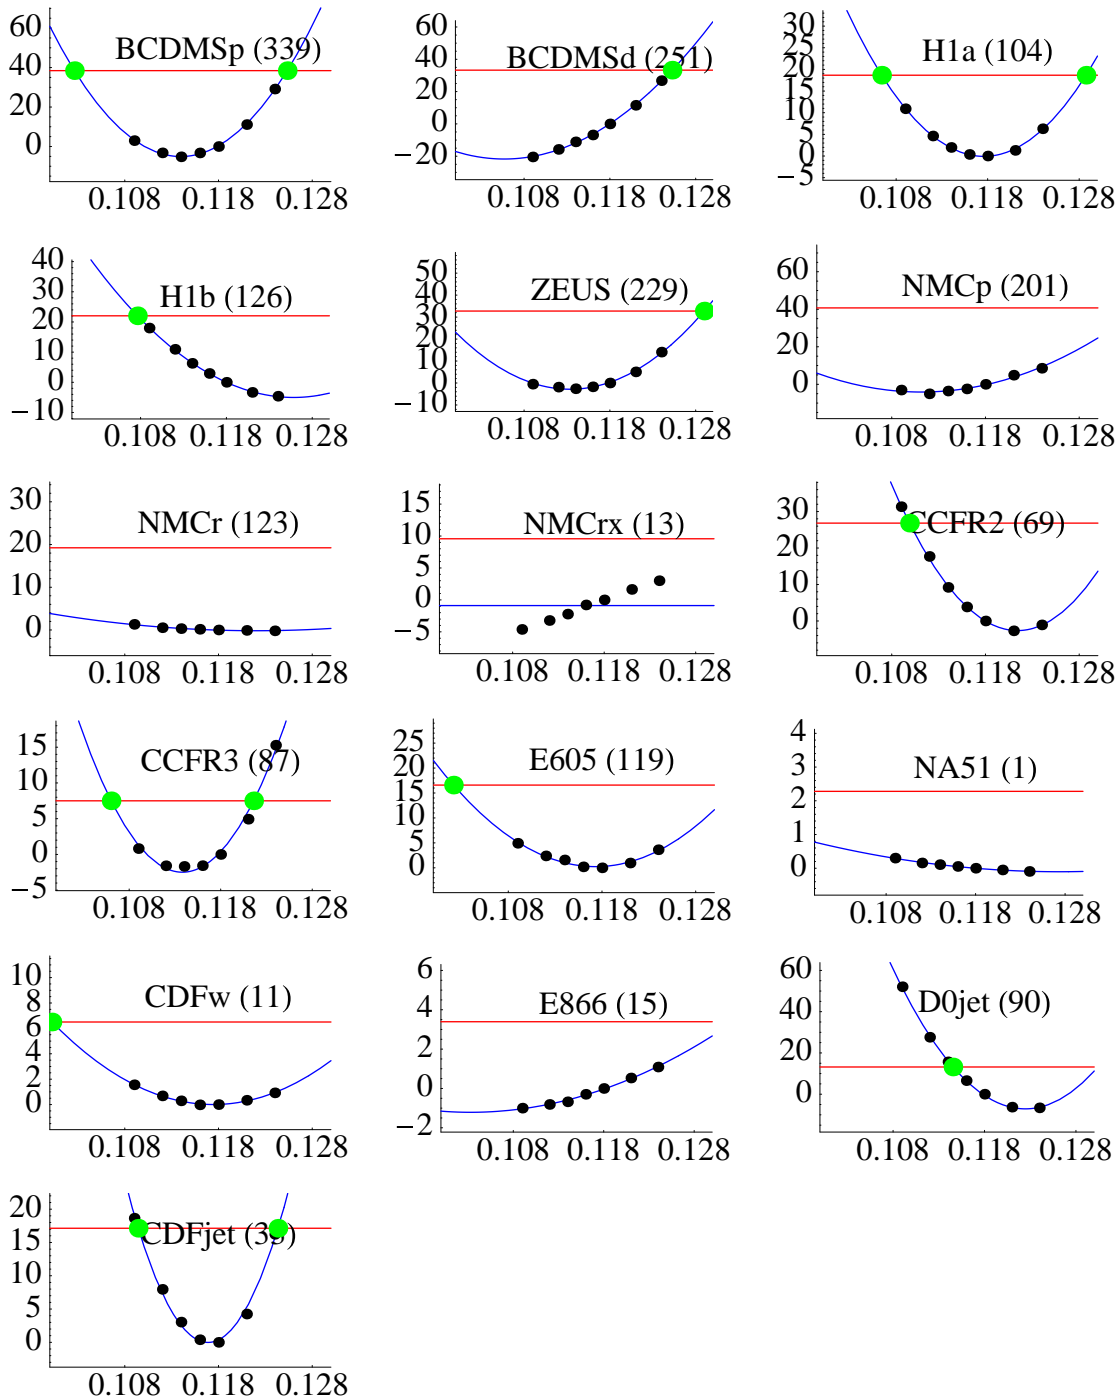 BCDMSp (339)
60
40
20
0
0.108 0.118 0.128
BCDMSd (251)
60
40
20
0
−20
0.108 0.118 0.128
H1a (104)
30
25
20
15
10
5
0
−5
0.108 0.118 0.128
H1b (126)
40
30
20
10
0
−10
0.108 0.118 0.128
ZEUS (229)
50
40
30
20
10
0
−10
0.108 0.118 0.128
NMCp (201)
60
40
20
0
0.108 0.118 0.128
NMCr (123)
30
20
10
0
0.108 0.118 0.128
NMCrx (13)
15
10
5
0
−5
0.108 0.118 0.128
CCFR2 (69)
30
20
10
0
0.108 0.118 0.128
CCFR3 (87)
15
10
5
0
−5
0.108 0.118 0.128
E605 (119)
25
20
15
10
5
0
0.108 0.118 0.128
NA51 (1)
4
3
2
1
0
0.108 0.118 0.128
CDFw (11)
10
8
6
4
2
0
0.108 0.118 0.128
E866 (15)
6
4
2
0
−2
0.108 0.118 0.128
D0jet (90)
60
40
20
0
0.108 0.118 0.128
CDFjet (33)
20
15
10
5
0
0.108 0.118 0.128